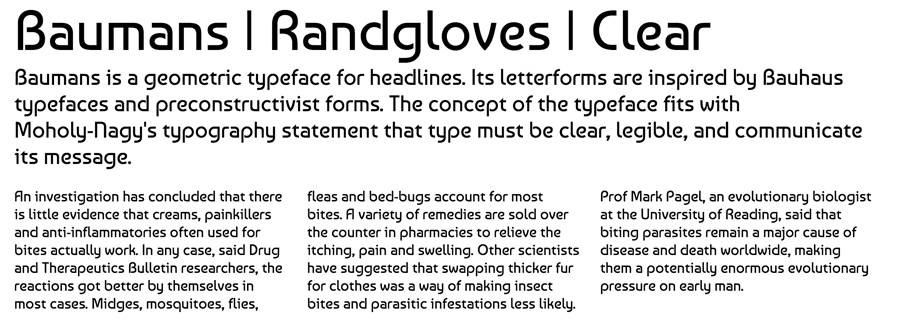 Baumans | Randgloves | Clear
Baumans is a geometric typeface for headlines. Its letterforms are inspired by Bauhaus
typefaces and preconstructivist forms. The concept of the typeface fits with
Moholy-Nagy's typography statement that type must be clear, legible, and communicate
its message.
An investigation has concluded that there
is little evidence that creams, painkillers
and anti-inflammatories often used for
bites actually work. In any case, said Drug
and Therapeutics Bulletin researchers, the
reactions got better by themselves in
most cases. Midges, mosquitoes, flies,
fleas and bed-bugs account for most
bites. A variety of remedies are sold over
the counter in pharmacies to relieve the
itching, pain and swelling. Other scientists
have suggested that swapping thicker fur
for clothes was a way of making insect
bites and parasitic infestations less likely.
Prof Mark Pagel, an evolutionary biologist
at the University of Reading, said that
biting parasites remain a major cause of
disease and death worldwide, making
them a potentially enormous evolutionary
pressure on early man.